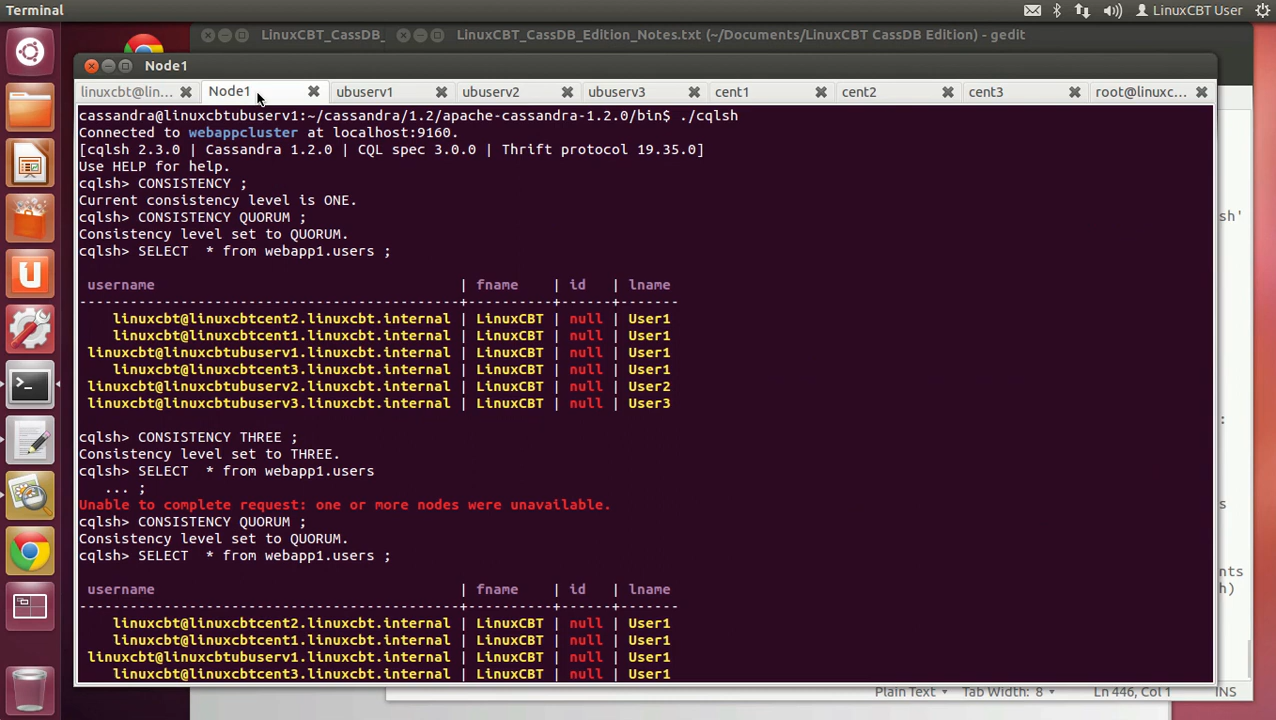 Terminal
LinuxCBT User
LinuxCBT_CassDB_
LinuxCBT_CassDB_Edition_Notes.txt (~/Documents/LinuxCBT CassDB Edition) - gedit
Node1
linuxcbt@lin... Node1 ubuserv1 ubuserv2 ubuserv3 cent1 cent2 cent3 root@linuxc...
cassandra@linuxcbtubuserv1:~/cassandra/1.2/apache-cassandra-1.2.0/bin$ ./cqlsh
Connected to webappcluster at localhost:9160.
[cqlsh 2.3.0 | Cassandra 1.2.0 | CQL spec 3.0.0 | Thrift protocol 19.35.0]
Use HELP for help.
cqlsh> CONSISTENCY ;
Current consistency level is ONE.
cqlsh> CONSISTENCY QUORUM ;
Consistency level set to QUORUM.
cqlsh> SELECT  * from webapp1.users ;
username | fname | id | lname
linuxcbt@linuxcbtcent2.linuxcbt.internal | LinuxCBT | null | User1
linuxcbt@linuxcbtcent1.linuxcbt.internal | LinuxCBT | null | User1
linuxcbt@linuxcbtubuserv1.linuxcbt.internal | LinuxCBT | null | User1
linuxcbt@linuxcbtcent3.linuxcbt.internal | LinuxCBT | null | User1
linuxcbt@linuxcbtubuserv2.linuxcbt.internal | LinuxCBT | null | User2
linuxcbt@linuxcbtubuserv3.linuxcbt.internal | LinuxCBT | null | User3
cqlsh> CONSISTENCY THREE ;
Consistency level set to THREE.
cqlsh> SELECT  * from webapp1.users
... ;
Unable to complete request: one or more nodes were unavailable.
cqlsh> CONSISTENCY QUORUM ;
Consistency level set to QUORUM.
cqlsh> SELECT  * from webapp1.users ;
username | fname | id | lname
linuxcbt@linuxcbtcent2.linuxcbt.internal | LinuxCBT | null | User1
linuxcbt@linuxcbtcent1.linuxcbt.internal | LinuxCBT | null | User1
linuxcbt@linuxcbtubuserv1.linuxcbt.internal | LinuxCBT | null | User1
linuxcbt@linuxcbtcent3.linuxcbt.internal | LinuxCBT | null | User1
sh'
:
s
nts
h)
Plain Text Tab Width: 8 Ln 446, Col 1 INS